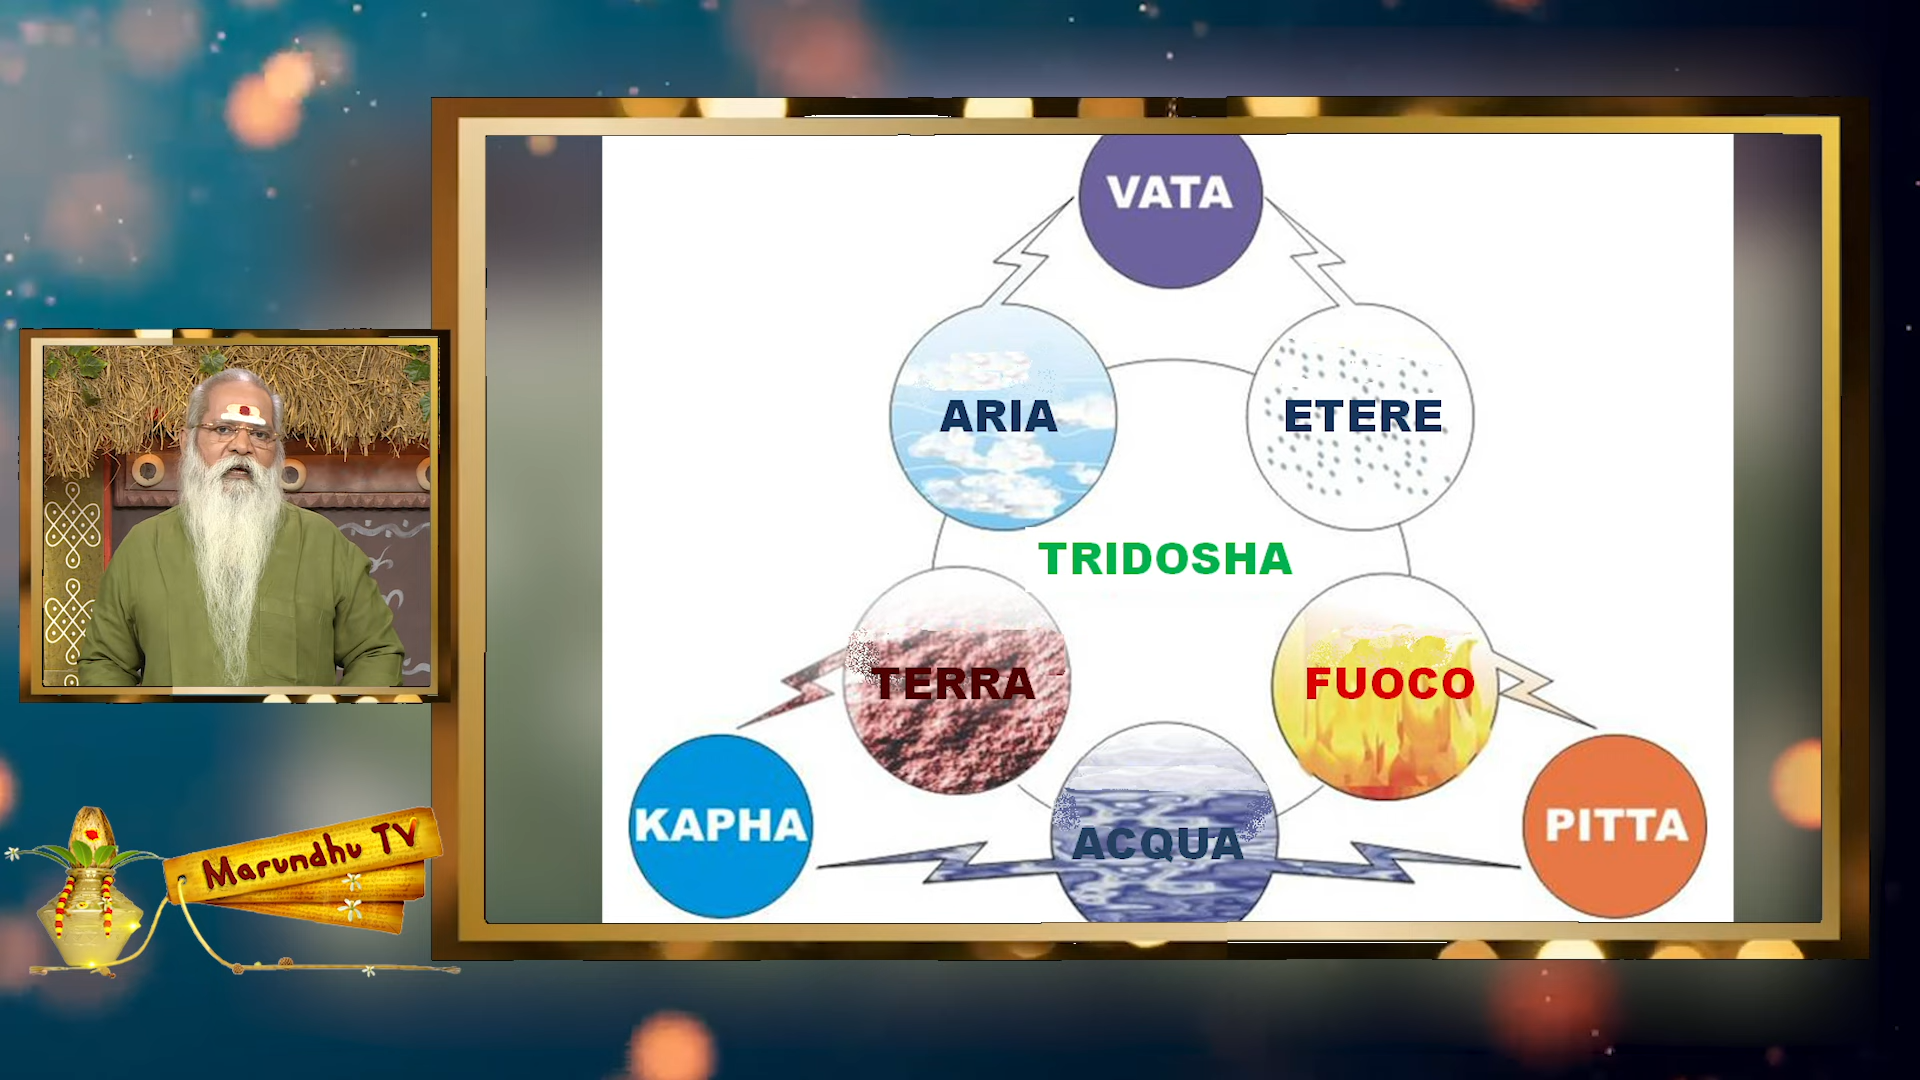 VATA
ARIA
ETERE
TRIDOSHA
TERRA
FUOCO
KAPHA
ACQUA
PITTA
Marundhu TV